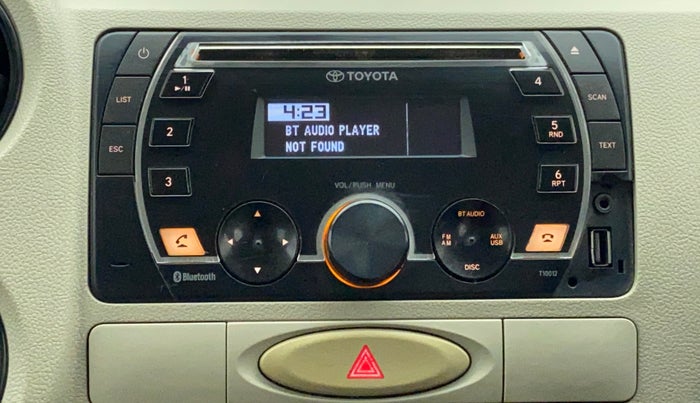 TOYOTA
1
4
LIST
SCAN
4:23
BT AUDIO PLAYER
NOT FOUND
2
5
RND
ESC
TEXT
3
6
RPT
VOL/PUSH MENU
BT AUDIO
FM
AM
AUX
USB
DISC
Bluetooth
T10012